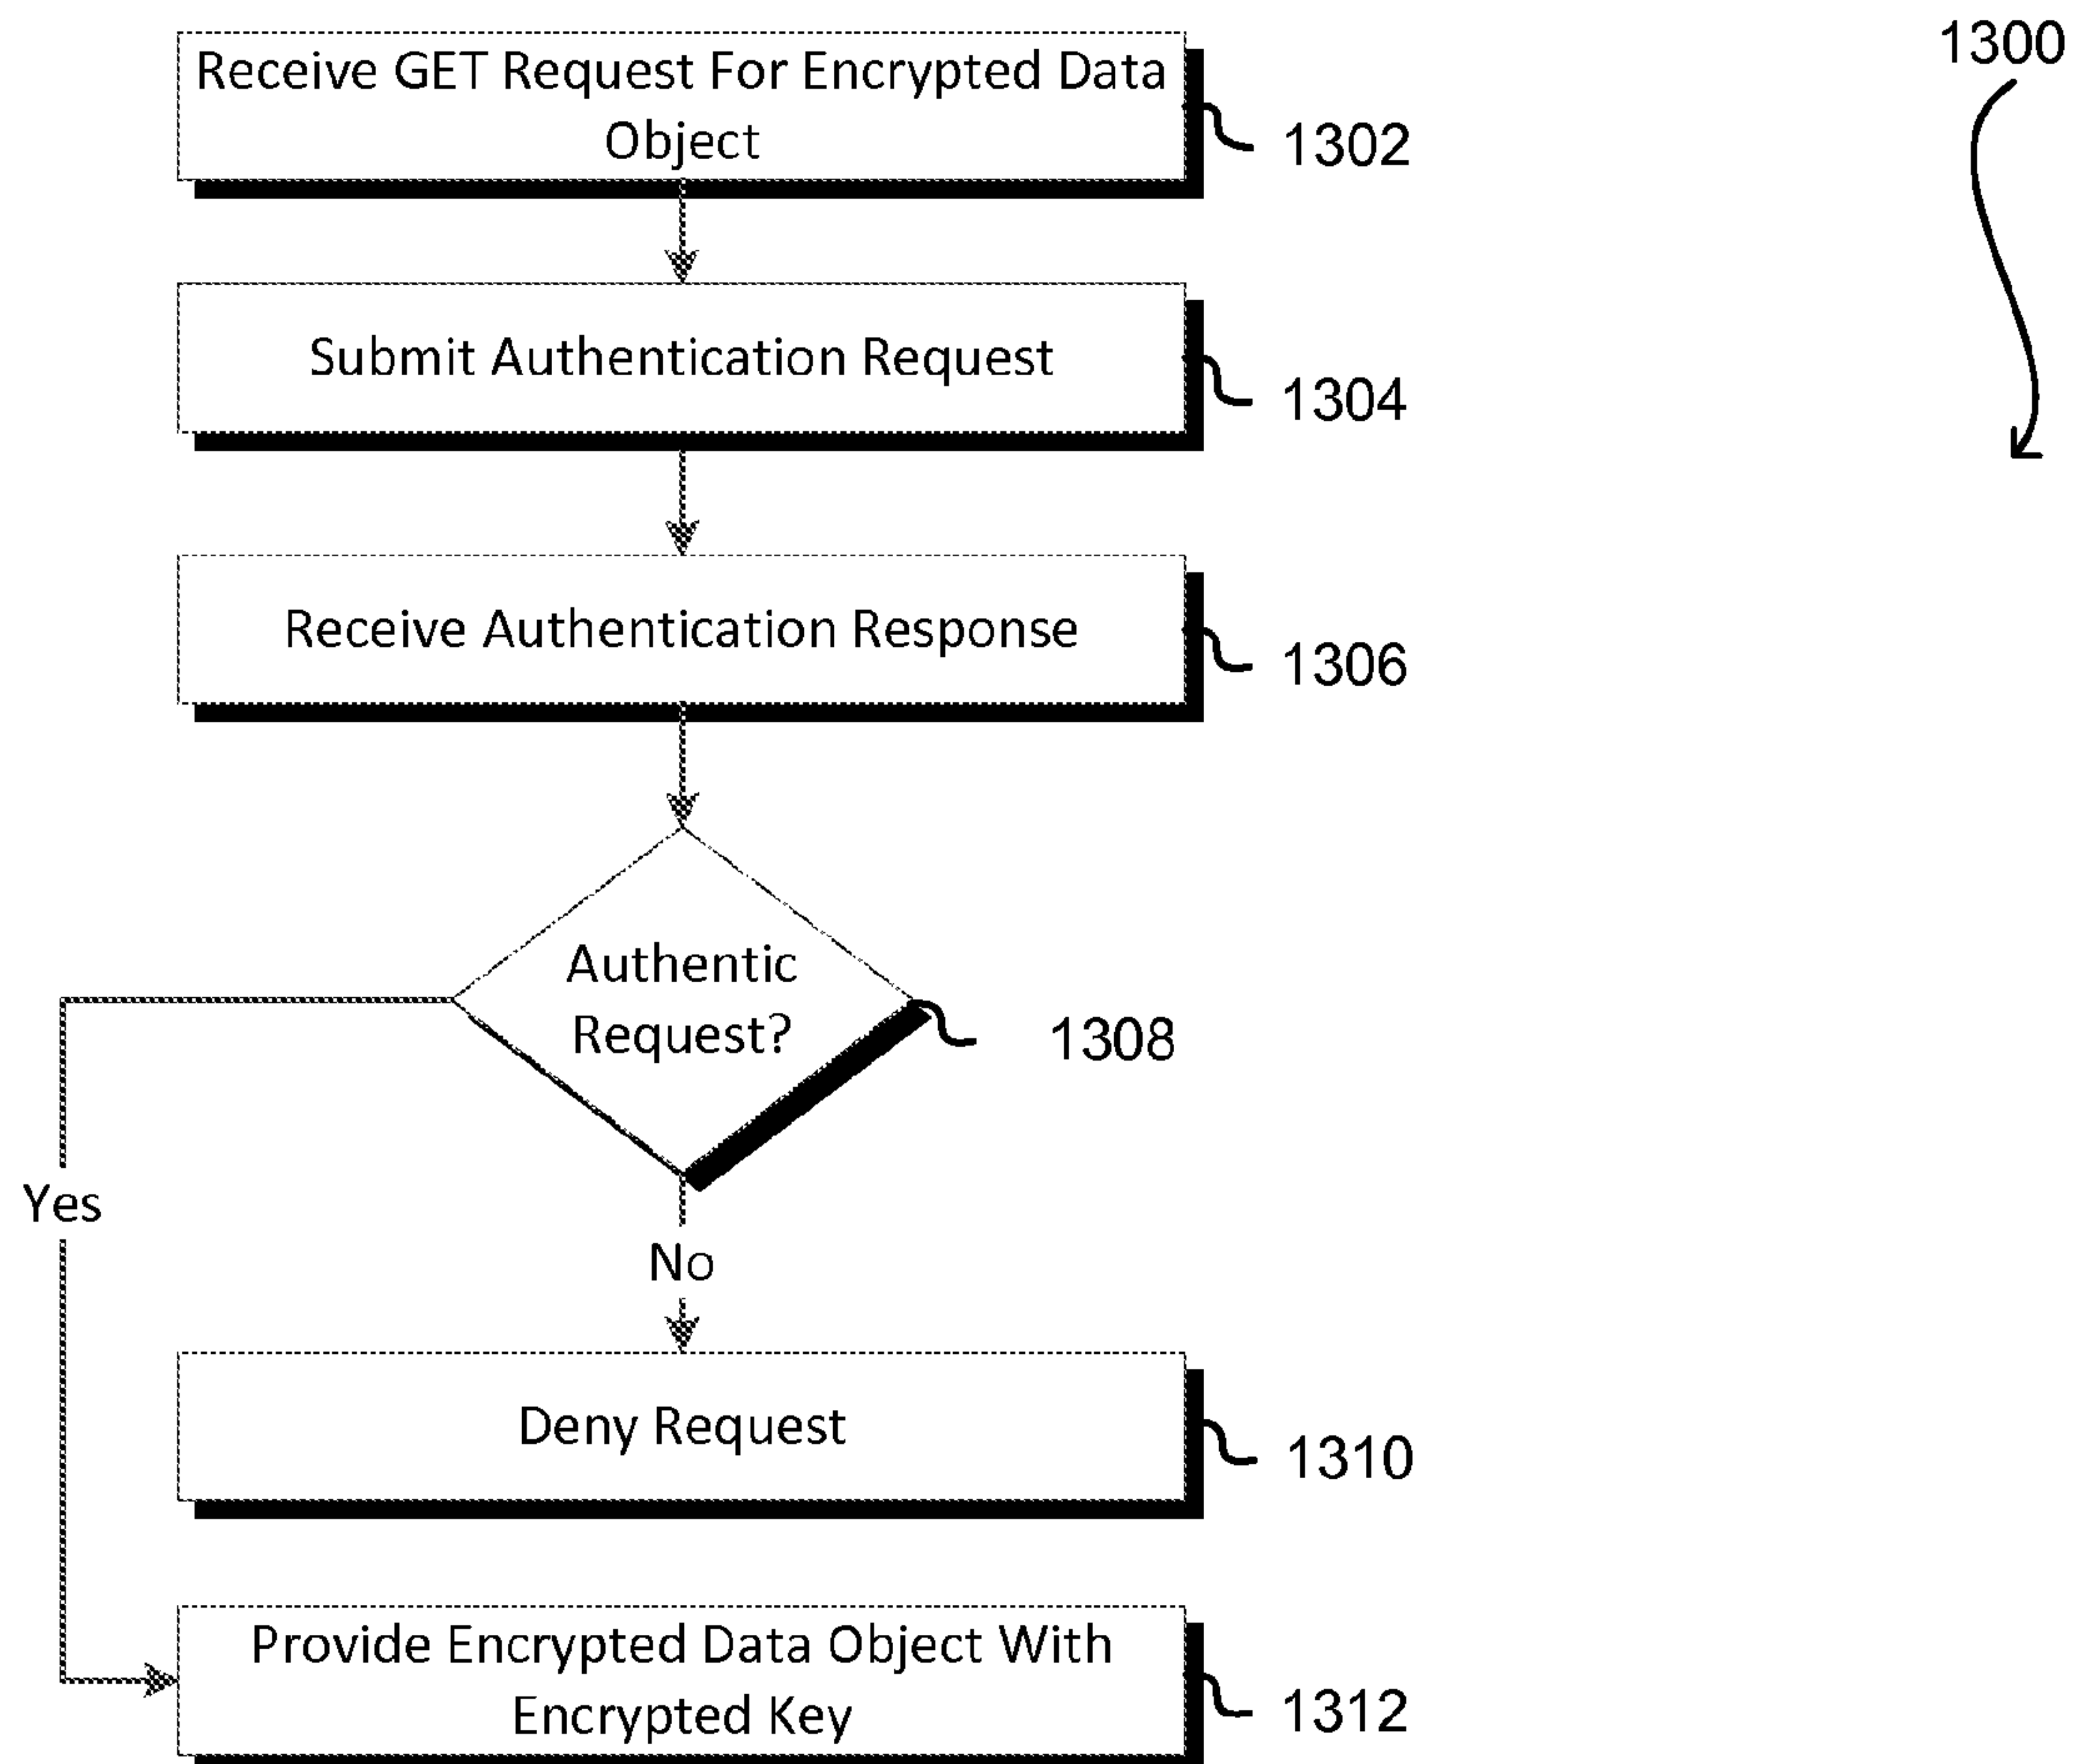 1300
Receive GET Request For Encrypted Data
Object
1302
Submit Authentication Request
1304
Receive Authentication Response
1306
Authentic
Request?
1308
Yes
No
Deny Request
1310
Provide Encrypted Data Object With
Encrypted Key
1312